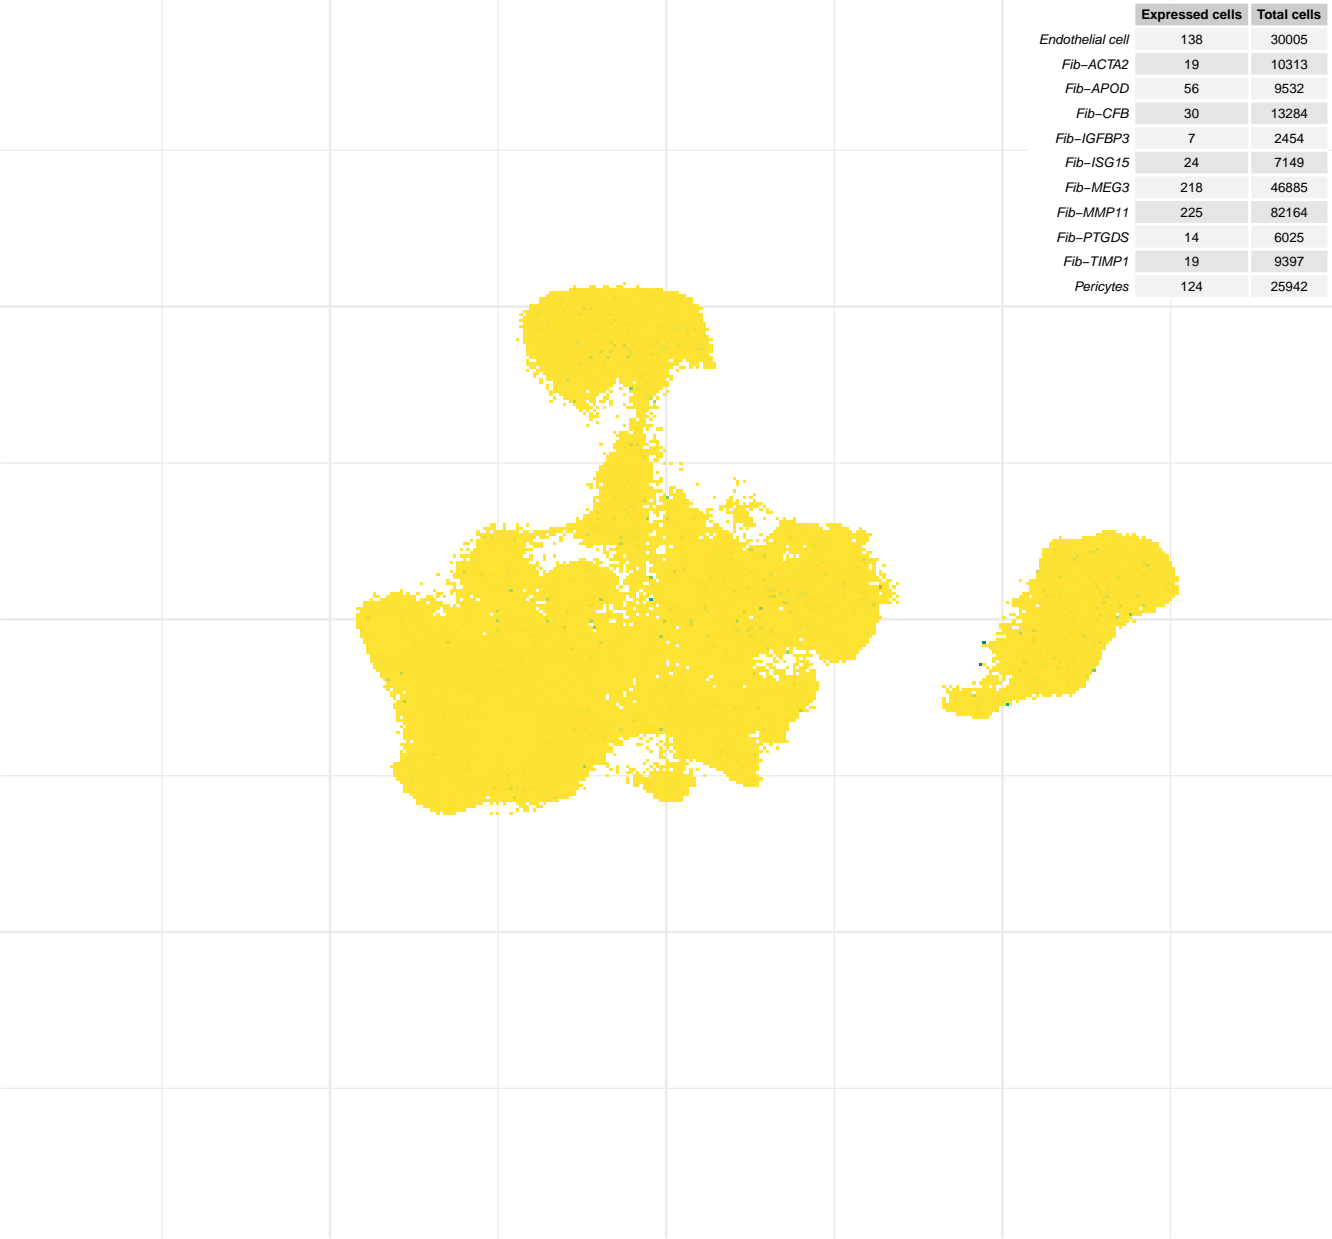 Expressed cells Total cells
Endothelial cell 138 30005
Fib−ACTA2 19 10313
Fib−APOD 56 9532
Fib−CFB 30 13284
Fib−IGFBP3 7 2454
Fib−ISG15 24 7149
Fib−MEG3 218 46885
Fib−MMP11 225 82164
Fib−PTGDS 14 6025
Fib−TIMP1 19 9397
Pericytes 124 25942